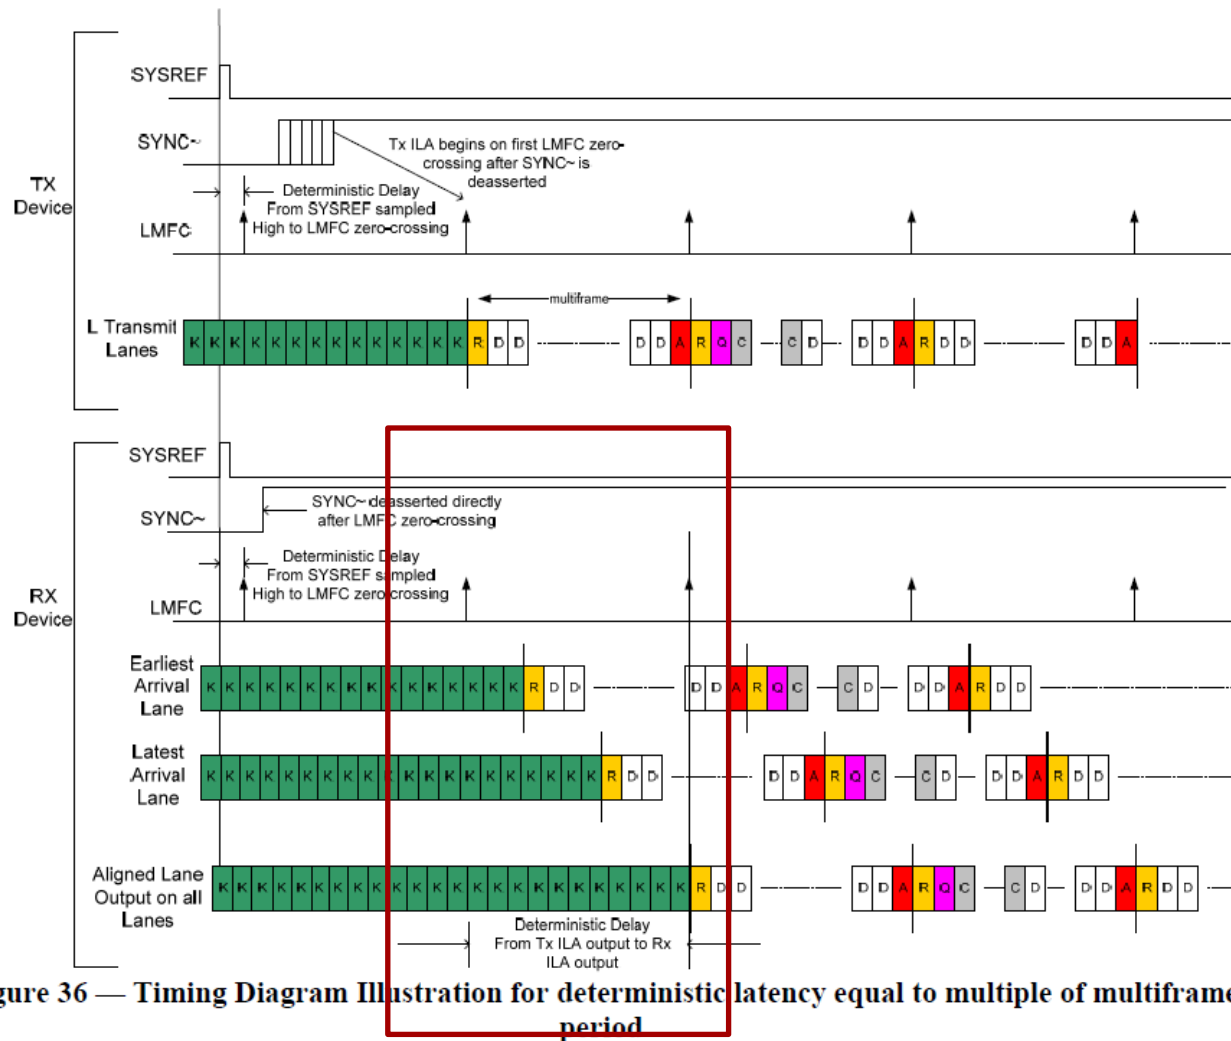 SYSREF
SYNC~
Tx ILA begins on first LMFC zero-
crossing after SYNC~ is
deasserted
TX
Device
Deterministic Delay
From SYSREF sampled
High to LMFC zero-crossing
LMFC
multiframe
L Transmit
Lanes
K K K K K K K K K K K K K K R D D D D A R Q C C D D D A R D D D D A
SYSREF
SYNC~
SYNC~ deasserted directly
after LMFC zero-crossing
Deterministic Delay
From SYSREF sampled
High to LMFC zero crossing
RX
Device
LMFC
Earliest
Arrival
Lane
K K K K K K K K K K K K K K K K R D D D D A R Q C C D D D A R D D
Latest
Arrival
Lane
K K K K K K K K K K K K K K K K K K K K R D D D D A R Q C C D D D A R D D
Aligned Lane
Output on all
Lanes
K K K K K K K K K K K K K K K K K K K K K K K K R D D D D A R Q C C D D D A R D D
Deterministic Delay
From Tx ILA output to Rx
ILA output
gure 36 — Timing Diagram Illustration for deterministic latency equal to multiple of multiframe
period